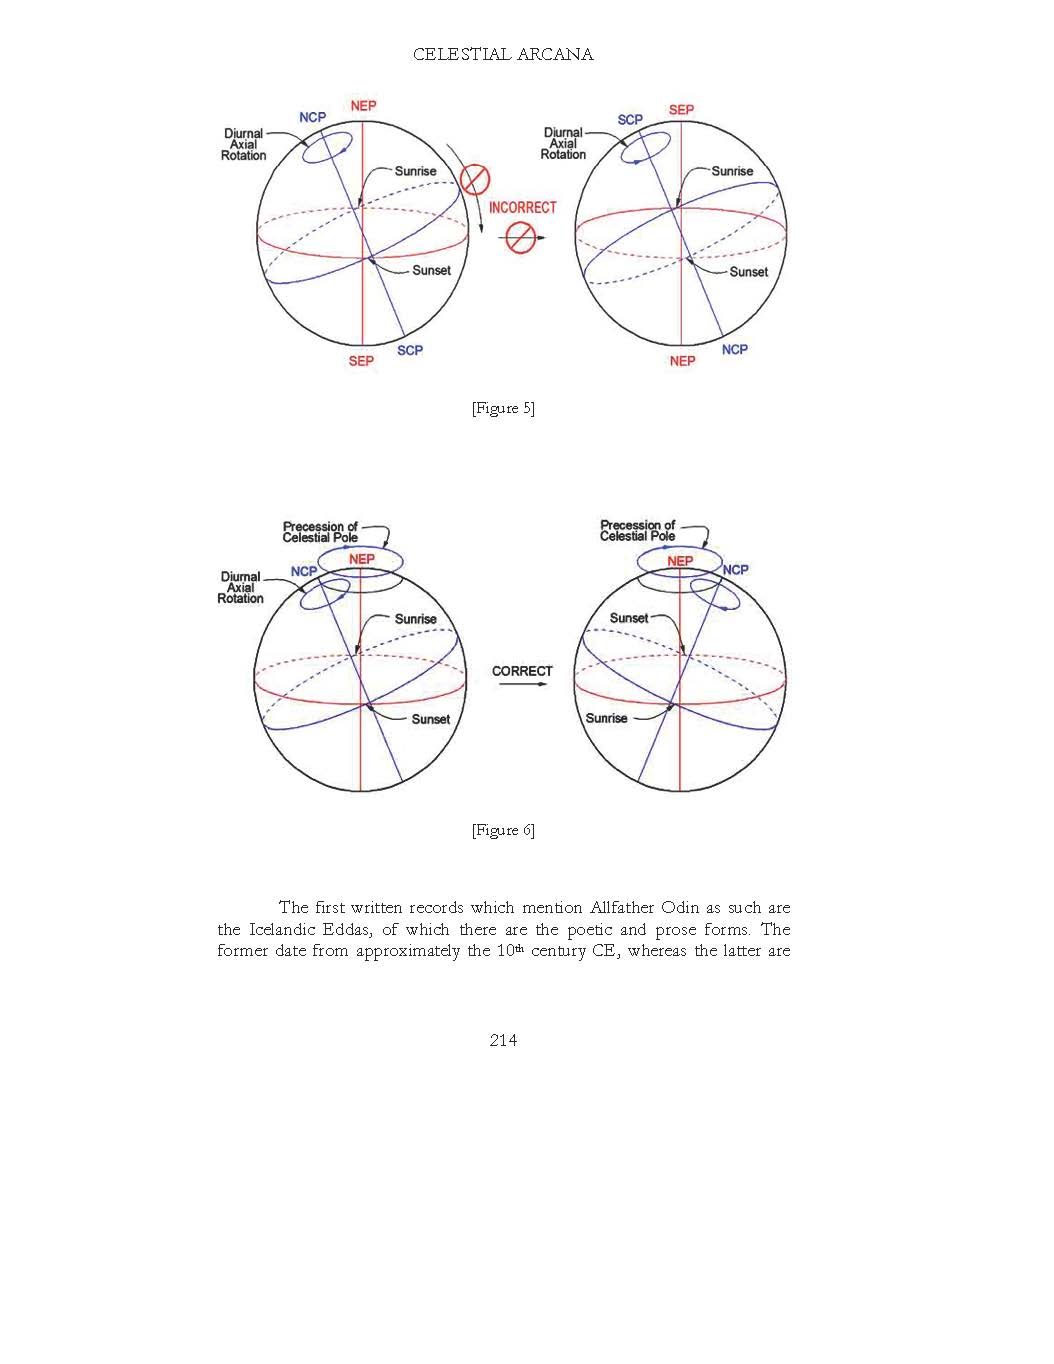 CELESTIAL ARCANA
NEP
NCP
Diurnal
Axial
Rotation
Sunrise
Sunset
SCP
SEP
INCORRECT
SEP
SCP
Diurnal
Axial
Rotation
Sunrise
Sunset
NCP
NEP
[Figure 5]
Precession of
Celestial Pole
NEP
NCP
Diurnal
Axial
Rotation
Sunrise
Sunset
CORRECT
Precession of
Celestial Pole
NEP
NCP
Sunset
Sunrise
[Figure 6]
The first written records which mention Allfather Odin as such are
the Icelandic Eddas, of which there are the poetic and prose forms. The
former date from approximately the 10th century CE, whereas the latter are
214